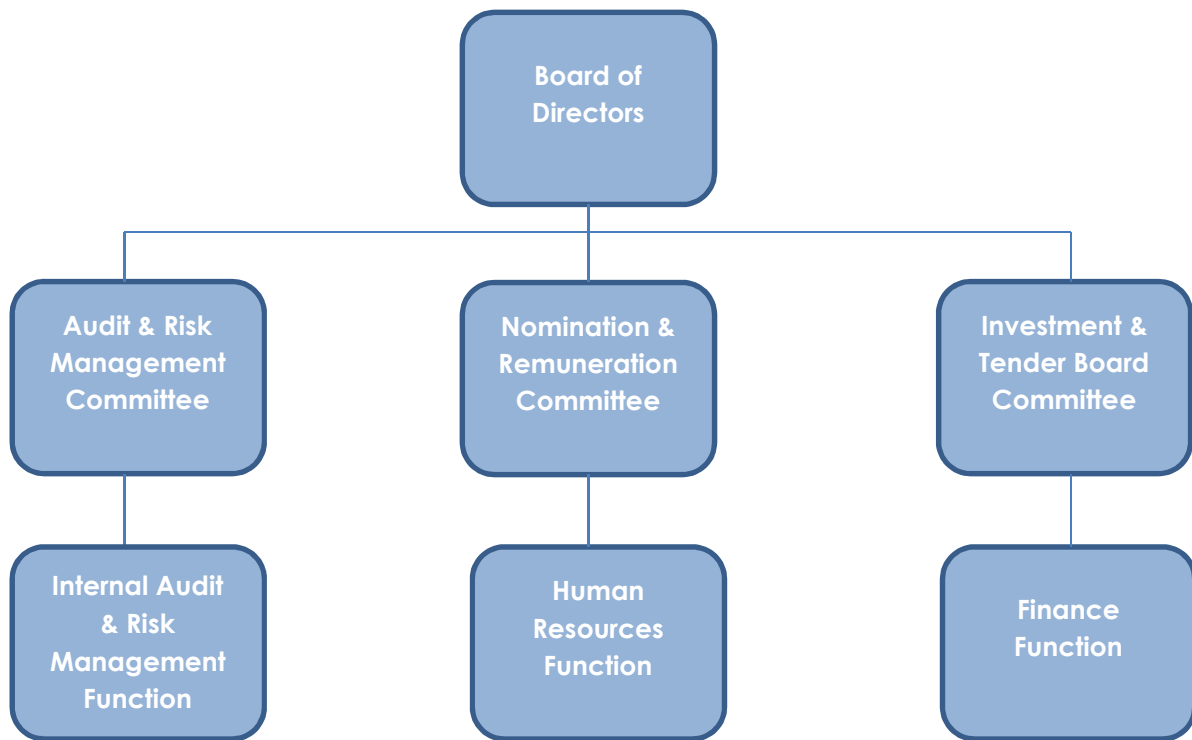 Board of
Directors
Audit & Risk
Management
Committee
Nomination &
Remuneration
Committee
Investment &
Tender Board
Committee
Internal Audit
& Risk
Management
Function
Human
Resources
Function
Finance
Function